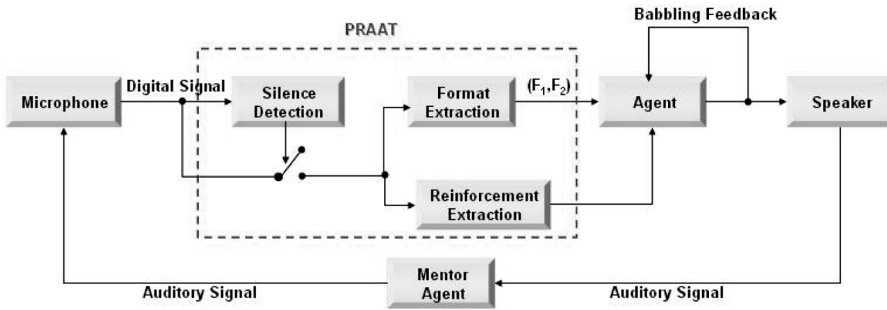 Babbling Feedback
PRAAT
Microphone
Digital Signal
Silence
Detection
Format
Extraction
(F₁,F₂)
Agent
Speaker
Reinforcement
Extraction
Mentor
Agent
Auditory Signal
Auditory Signal